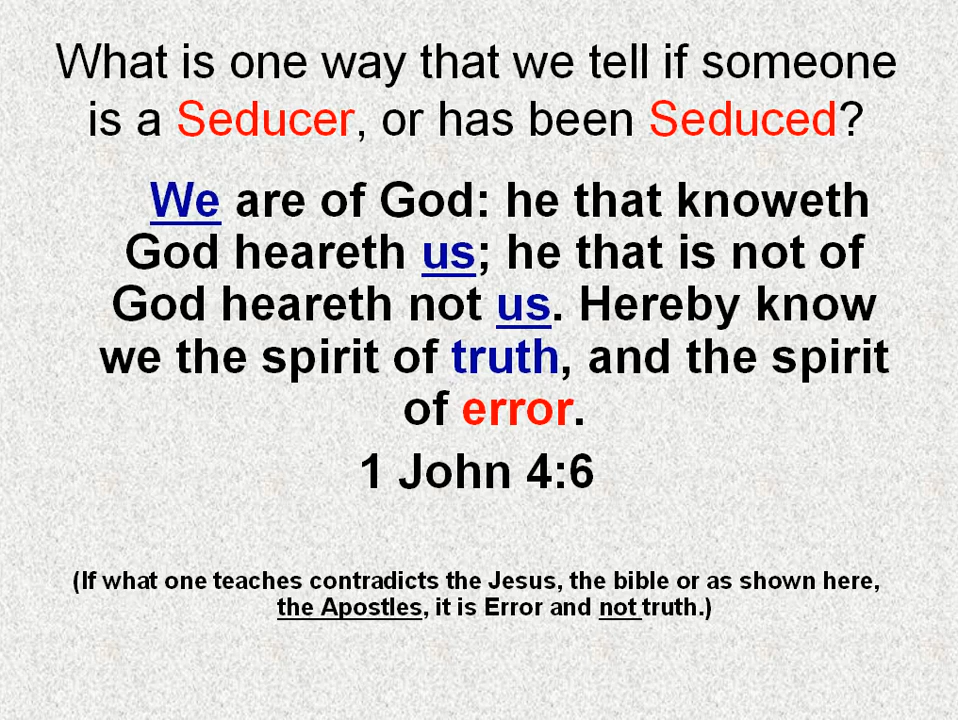 What is one way that we tell if someone
is a Seducer, or has been Seduced?
We are of God: he that knoweth
God heareth us; he that is not of
God heareth not us. Hereby know
we the spirit of truth, and the spirit
of error.
1 John 4:6
(If what one teaches contradicts the Jesus, the bible or as shown here,
the Apostles, it is Error and not truth.)